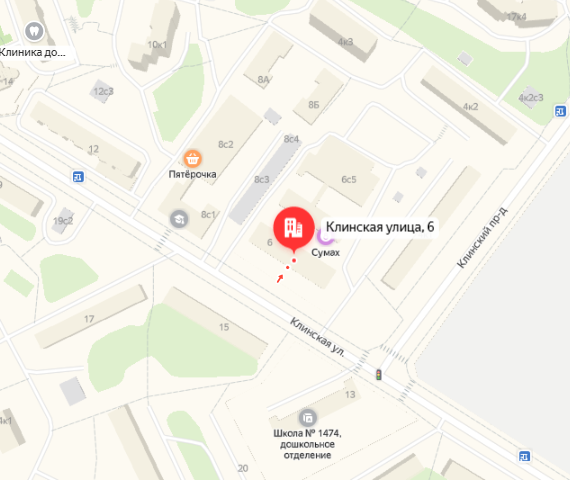 17к4
4к3
10к1
Клиника до...
8А
14
12с3
8Б
4к2с3
4к2
8с2
8с4
12
Пятёрочка
8с3
6с5
9
19с2
8с1
Клинская улица, 6
6
Сумах
Клинский пр-д
17
15
Клинская ул.
13
4к1
Школа № 1474,
дошкольное
отделение
20